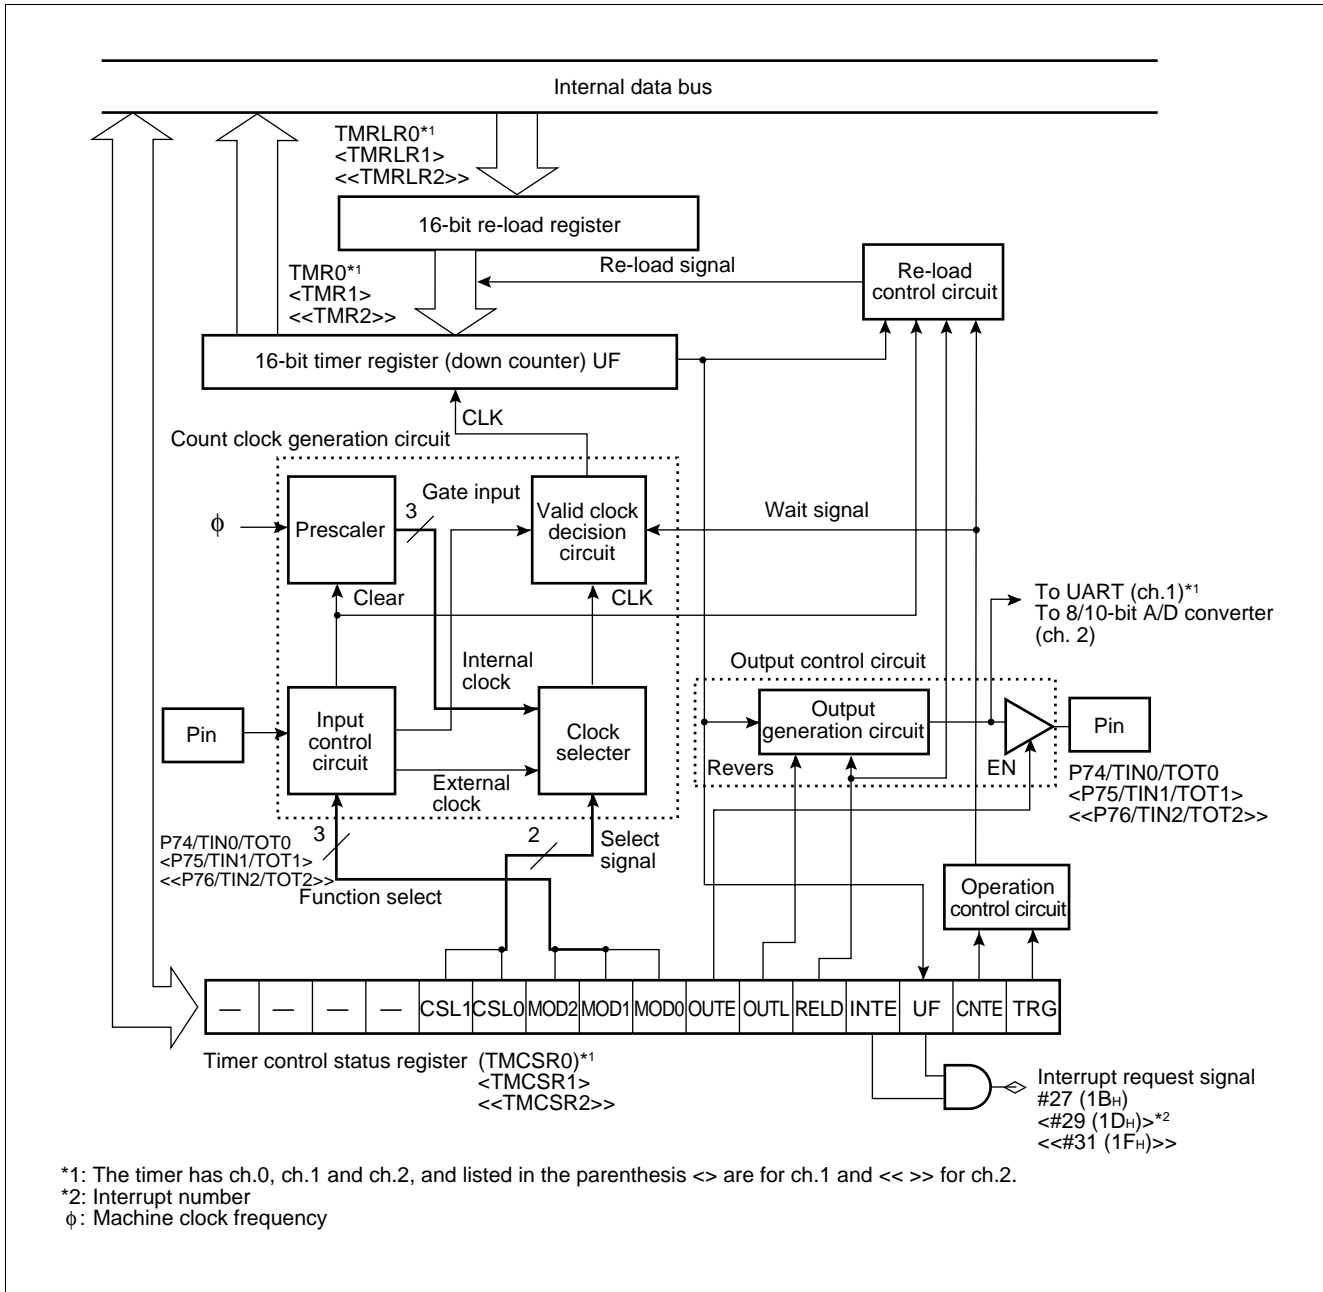 Internal data bus
TMRLR0*1
<TMRLR1>
<<TMRLR2>>
16-bit re-load register
TMR0*1
<TMR1>
<<TMR2>>
Re-load signal
Re-load
control circuit
16-bit timer register (down counter) UF
CLK
Count clock generation circuit
Gate input
3
φ
Prescaler
Valid clock
decision
circuit
Wait signal
Clear
CLK
To UART (ch.1)*1
To 8/10-bit A/D converter
(ch. 2)
Internal
clock
Output control circuit
Pin
Input
control
circuit
Clock
selecter
Output
generation circuit
Pin
Revers
EN
External
clock
P74/TIN0/TOT0
<P75/TIN1/TOT1>
<<P76/TIN2/TOT2>>
P74/TIN0/TOT0
<P75/TIN1/TOT1>
<<P76/TIN2/TOT2>>
3
2
Select
signal
Function select
Operation
control circuit
— — — — CSL1 CSL0 MOD2 MOD1 MOD0 OUTE OUTL RELD INTE UF CNTE TRG
Timer control status register (TMCSR0)*1
<TMCSR1>
<<TMCSR2>>
Interrupt request signal
#27 (1BH)
<#29 (1DH)>*2
<<#31 (1FH)>>
*1: The timer has ch.0, ch.1 and ch.2, and listed in the parenthesis <> are for ch.1 and << >> for ch.2.
*2: Interrupt number
φ: Machine clock frequency